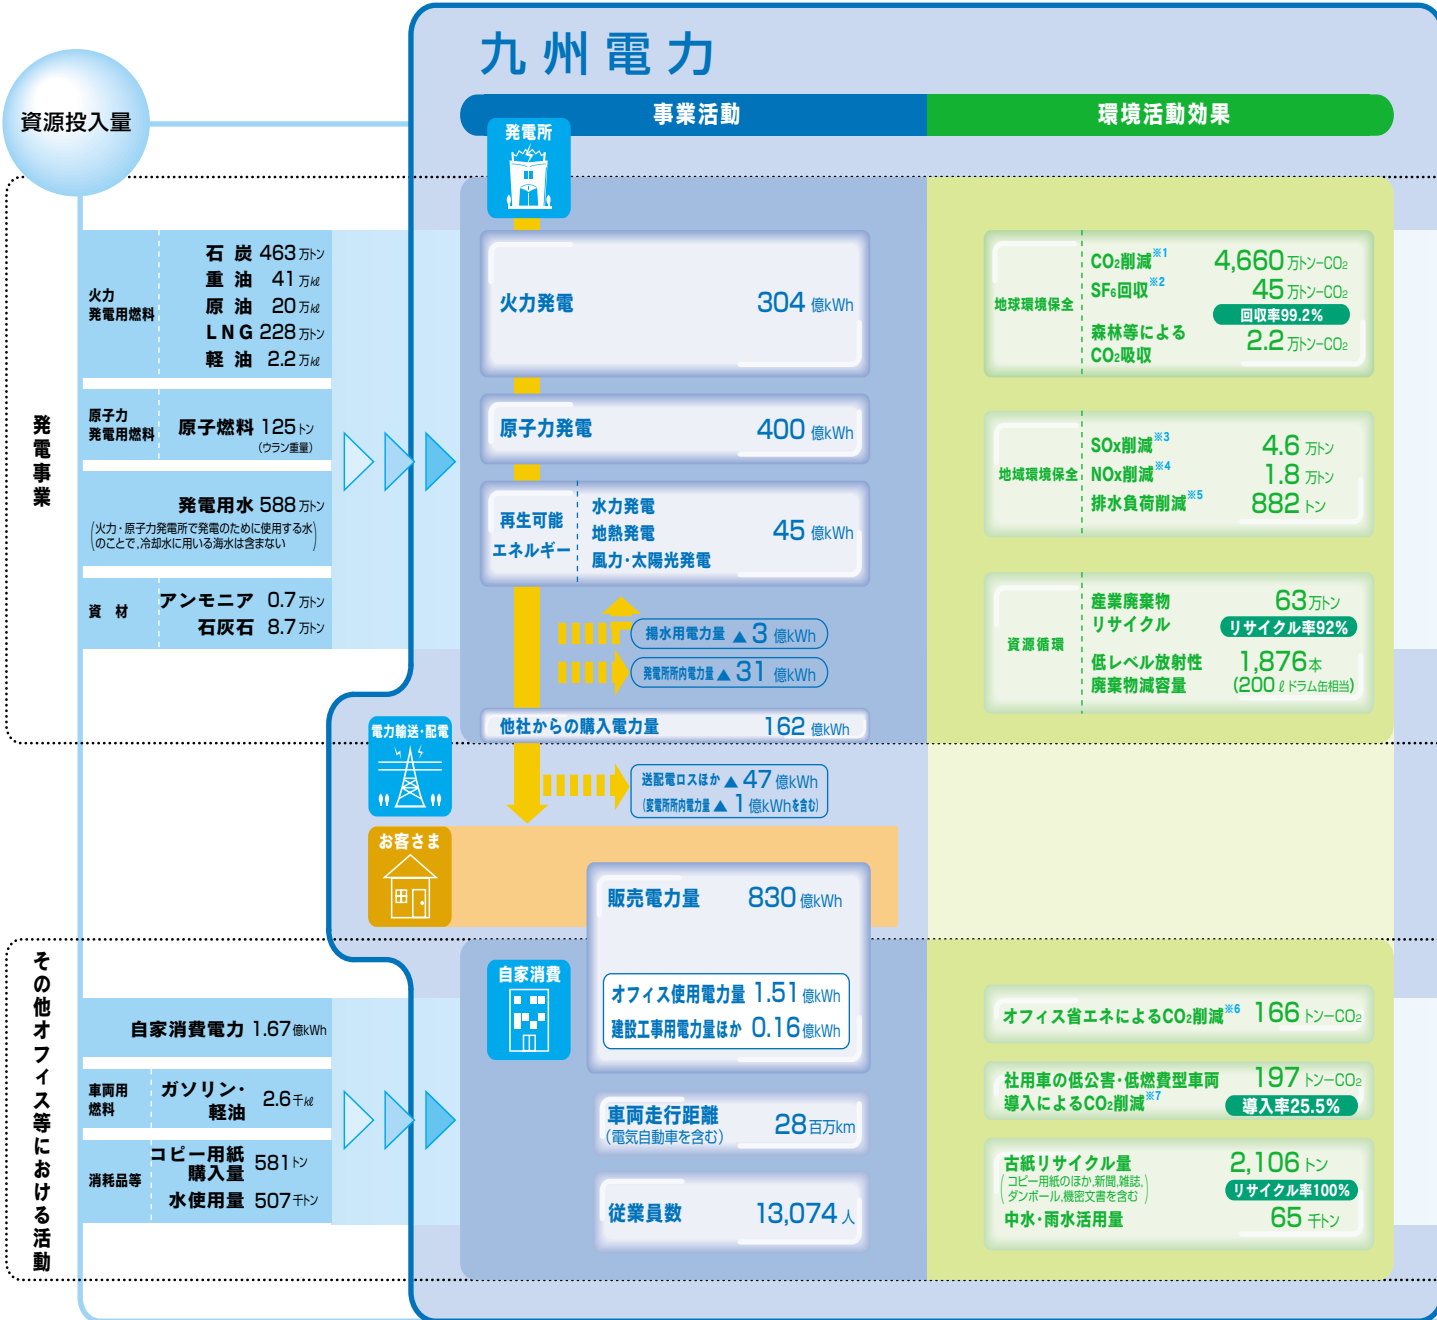 九州電力
資源投入量
事業活動
環境活動効果
発電所
発電事業
火力
発電用燃料
石炭 463万トン
重油 41万㎘
原油 20万㎘
LNG 228万トン
軽油 2.2万㎘
原子力
発電用燃料
原子燃料 125トン
(ウラン重量)
発電用水 588万トン
(火力・原子力発電所で発電のために使用する水
のことで、冷却水に用いる海水は含まない)
資材
アンモニア 0.7万トン
石灰石 8.7万トン
火力発電 304億kWh
原子力発電 400億kWh
再生可能
エネルギー
水力発電
地熱発電
風力・太陽光発電
45億kWh
揚水用電力量 ▲3億kWh
発電所所内電力量 ▲31億kWh
他社からの購入電力量 162億kWh
地球環境保全
CO₂削減※1 4,660万トン-CO₂
SF₆回収※2 45万トン-CO₂
回収率99.2%
森林等による
CO₂吸収
2.2万トン-CO₂
地域環境保全
SOx削減※3 4.6万トン
NOx削減※4 1.8万トン
排水負荷削減※5 882トン
資源循環
産業廃棄物
リサイクル
63万トン
リサイクル率92%
低レベル放射性
廃棄物減容量
1,876本
(200ℓドラム缶相当)
電力輸送・配電
送配電ロスほか ▲47億kWh
(変電所所内電力量 ▲1億kWhを含む)
お客さま
販売電力量 830億kWh
その他オフィス等における活動
自家消費
オフィス使用電力量 1.51億kWh
建設工事用電力量ほか 0.16億kWh
自家消費電力 1.67億kWh
車両用
燃料
ガソリン・
軽油
2.6千㎘
消耗品等
コピー用紙
購入量
581トン
水使用量 507千トン
車両走行距離
(電気自動車を含む)
28百万km
従業員数 13,074人
オフィス省エネによるCO₂削減※6 166トン-CO₂
社用車の低公害・低燃費型車両
導入によるCO₂削減※7
197トン-CO₂
導入率25.5%
古紙リサイクル量 2,106トン
(コピー用紙のほか、新聞、雑誌、
ダンボール、機密文書を含む)
リサイクル率100%
中水・雨水活用量 65千トン